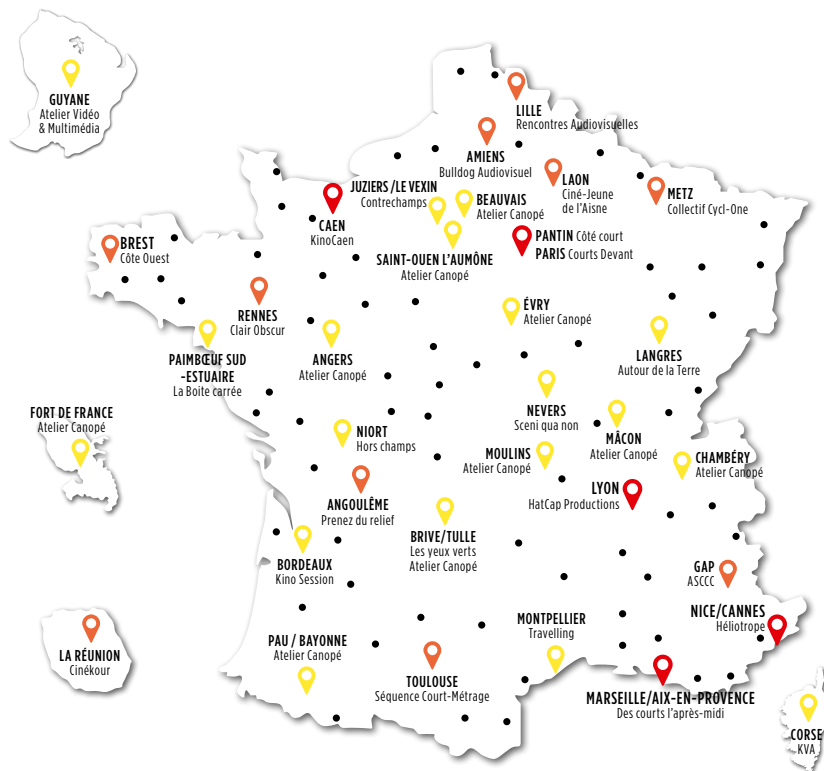 GUYANE
Atelier Vidéo
& Multimédia
LILLE
Rencontres Audiovisuelles
AMIENS
Bulldog Audiovisuel
LAON
Ciné-Jeune
de l'Aisne
METZ
Collectif Cycl-One
JUZIERS /LE VEXIN
Contrechamps
BEAUVAIS
Atelier Canopé
CAEN
KinoCaen
SAINT-OUEN L'AUMÔNE
Atelier Canopé
PANTIN Côté court
PARIS Courts Devant
BREST
Côte Ouest
RENNES
Clair Obscur
ÉVRY
Atelier Canopé
PAIMBŒUF SUD
-ESTUAIRE
La Boite carrée
ANGERS
Atelier Canopé
LANGRES
Autour de la Terre
FORT DE FRANCE
Atelier Canopé
NIORT
Hors champs
NEVERS
Sceni qua non
MÂCON
Atelier Canopé
MOULINS
Atelier Canopé
CHAMBÉRY
Atelier Canopé
ANGOULÊME
Prenez du relief
LYON
HatCap Productions
BRIVE/TULLE
Les yeux verts
Atelier Canopé
BORDEAUX
Kino Session
GAP
ASCCC
LA RÉUNION
Cinékour
PAU / BAYONNE
Atelier Canopé
TOULOUSE
Séquence Court-Métrage
MONTPELLIER
Travelling
NICE/CANNES
Héliotrope
MARSEILLE/AIX-EN-PROVENCE
Des courts l'après-midi
CORSE
KVA